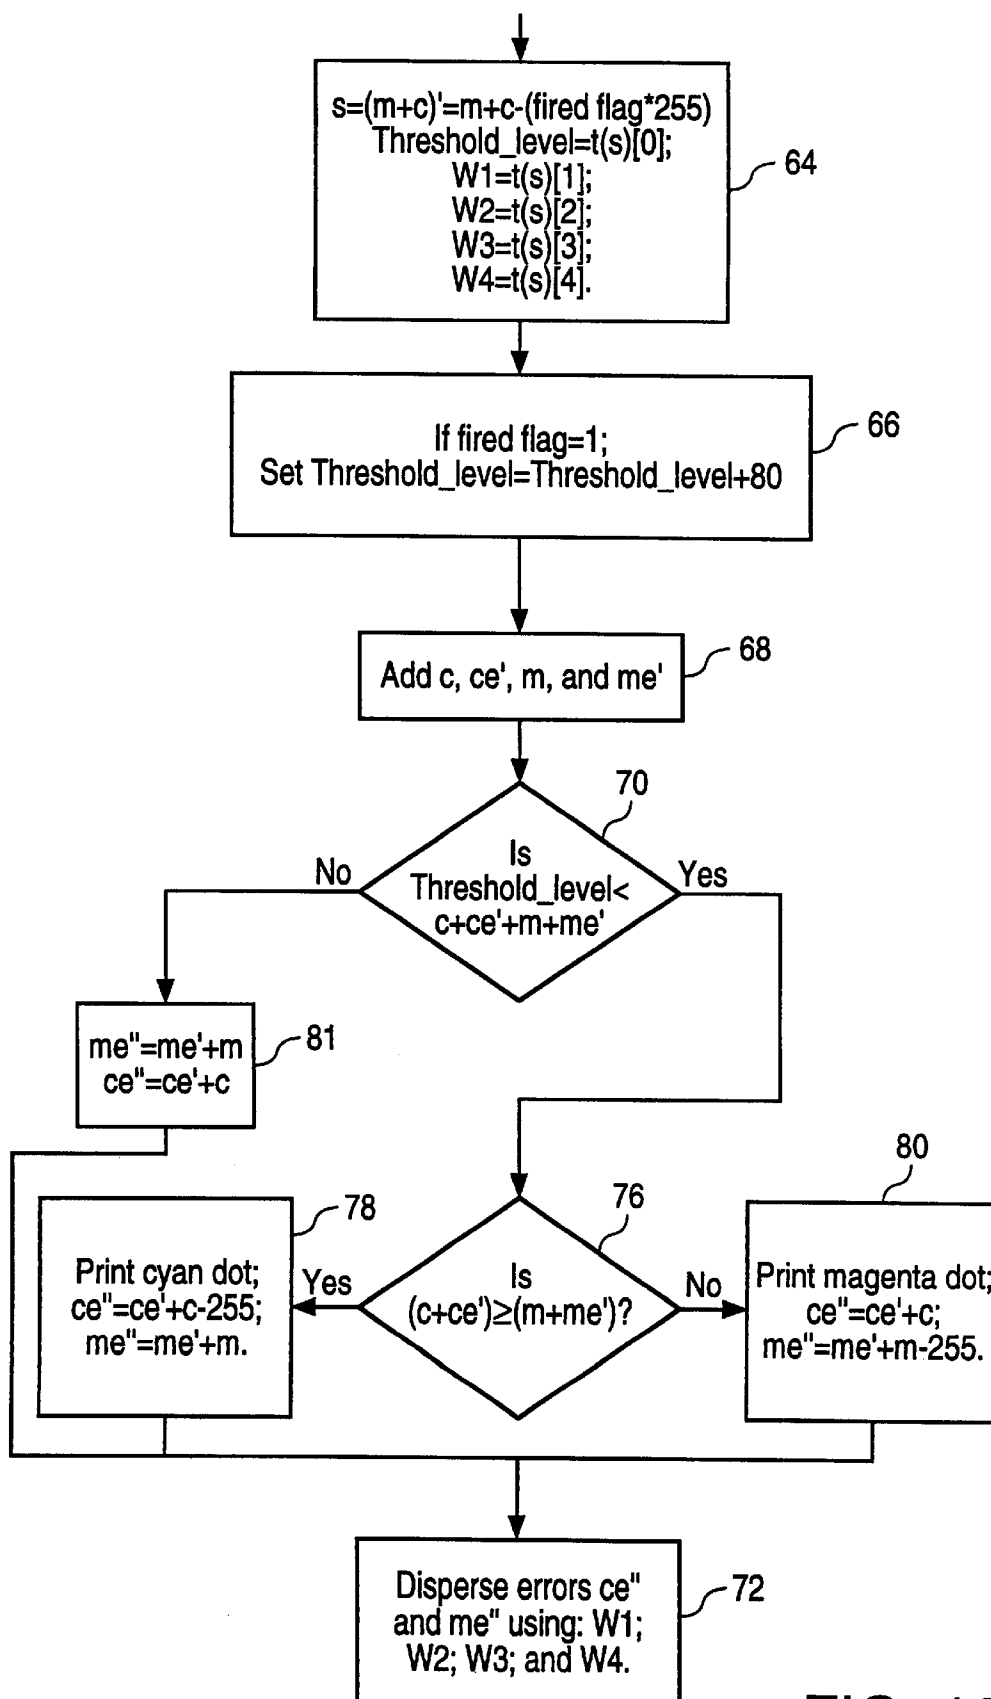 s=(m+c)'=m+c-(fired flag*255)
Threshold_level=t(s)[0];
W1=t(s)[1];
W2=t(s)[2];
W3=t(s)[3];
W4=t(s)[4].
64
If fired flag=1;
Set Threshold_level=Threshold_level+80
66
Add c, ce', m, and me'
68
70
Is
Threshold_level<
c+ce'+m+me'
No
Yes
me"=me'+m
ce"=ce'+c
81
78
Print cyan dot;
ce"=ce'+c-255;
me"=me'+m.
Yes
76
Is
(c+ce')≥(m+me')?
No
80
Print magenta dot;
ce"=ce'+c;
me"=me'+m-255.
Disperse errors ce"
and me" using: W1;
W2; W3; and W4.
72